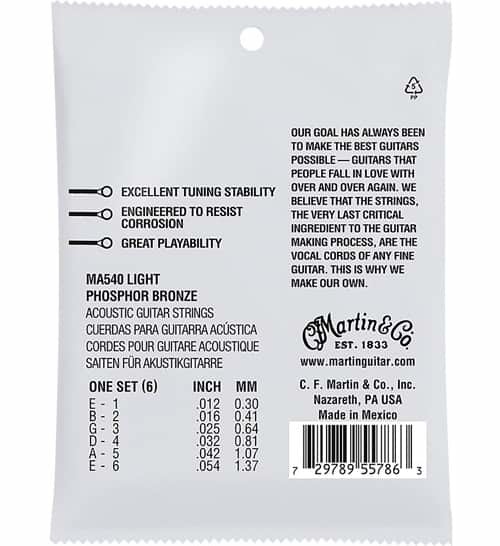 5
PP
OUR GOAL HAS ALWAYS BEEN
TO MAKE THE BEST GUITARS
POSSIBLE — GUITARS THAT
PEOPLE FALL IN LOVE WITH
OVER AND OVER AGAIN. WE
BELIEVE THAT THE STRINGS,
THE VERY LAST CRITICAL
INGREDIENT TO THE GUITAR
MAKING PROCESS, ARE THE
VOCAL CORDS OF ANY FINE
GUITAR. THIS IS WHY WE
MAKE OUR OWN.
EXCELLENT TUNING STABILITY
ENGINEERED TO RESIST
CORROSION
GREAT PLAYABILITY
MA540 LIGHT
PHOSPHOR BRONZE
ACOUSTIC GUITAR STRINGS
CUERDAS PARA GUITARRA ACÚSTICA
CORDES POUR GUITARE ACOUSTIQUE
SAITEN FÜR AKUSTIKGITARRE
ONE SET (6) INCH MM
E - 1 .012 0.30
B - 2 .016 0.41
G - 3 .025 0.64
D - 4 .032 0.81
A - 5 .042 1.07
E - 6 .054 1.37
Martin & Co.
EST. 1833
www.martinguitar.com
C. F. Martin & Co., Inc.
Nazareth, PA USA
Made in Mexico
7 29789 55786 3